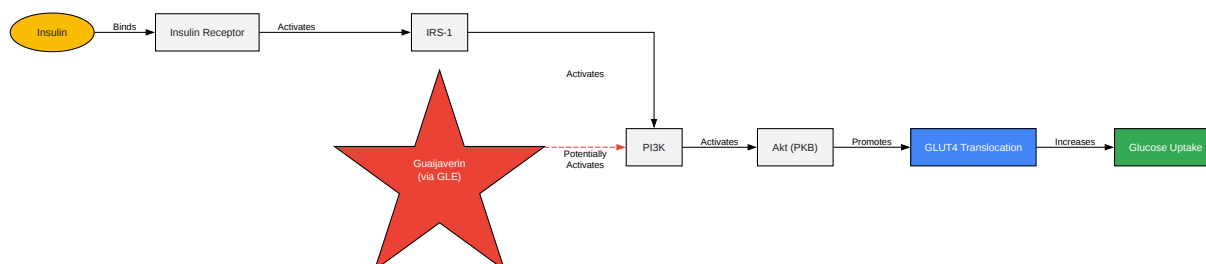 Insulin
Binds
Insulin Receptor
Activates
IRS-1
Activates
Guaijaverin
(via GLE)
Potentially
Activates
PI3K
Activates
Akt (PKB)
Promotes
GLUT4 Translocation
Increases
Glucose Uptake